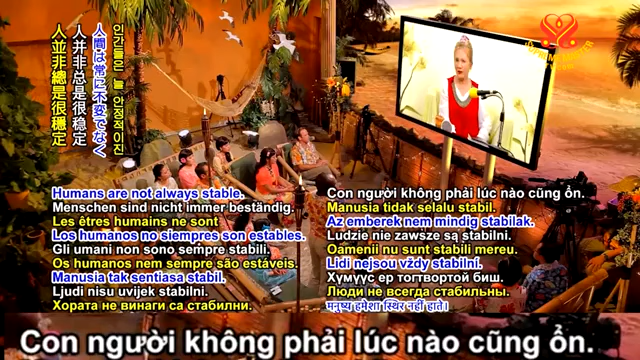 인간들은 늘 안정적이진
人間は常に不変でなく
人并非总是很稳定
人並非總是很穩定
Humans are not always stable.
Menschen sind nicht immer beständig.
Les êtres humains ne sont
Los humanos no siempres son estables.
Gli umani non sono sempre stabili.
Os humanos nem sempre são estáveis.
Manusia tak sentiasa stabil.
Ljudi nisu uvijek stabilni.
Хората не винаги са стабилни.
Con người không phải lúc nào cũng ổn.
Manusia tidak selalu stabil.
Az emberek nem mindig stabilak.
Ludzie nie zawsze są stabilni.
Oamenii nu sunt stabili mereu.
Lidi nejsou vždy stabilní.
Хүмүүс ер тогтвортой биш.
Люди не всегда стабильны.
मनुष्य हमेशा स्थिर नहीं होते।
Con người không phải lúc nào cũng ổn.